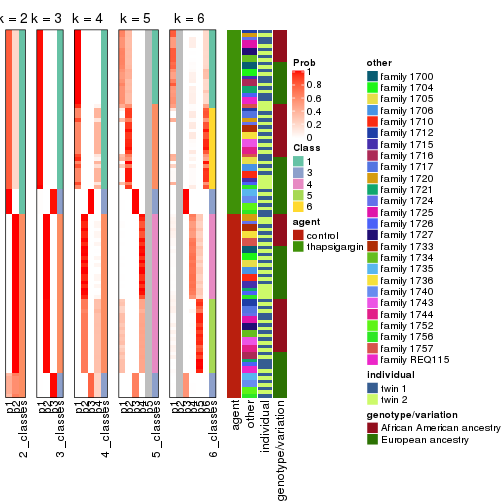 k = 2
k = 3
k = 4
k = 5
k = 6
p1
p2
2_classes
p1
p2
p3
3_classes
p1
p2
p3
p4
4_classes
p1
p2
p3
p4
p5
5_classes
p1
p2
p3
p4
p5
p6
6_classes
agent
other
individual
genotype/variation
Prob
1
0.8
0.6
0.4
0.2
0
Class
1
3
4
5
6
agent
control
thapsigargin
other
family 1700
family 1704
family 1705
family 1706
family 1710
family 1712
family 1715
family 1716
family 1717
family 1720
family 1721
family 1724
family 1725
family 1726
family 1727
family 1733
family 1734
family 1735
family 1736
family 1740
family 1743
family 1744
family 1752
family 1756
family 1757
family REQ115
individual
twin 1
twin 2
genotype/variation
African American ancestry
European ancestry